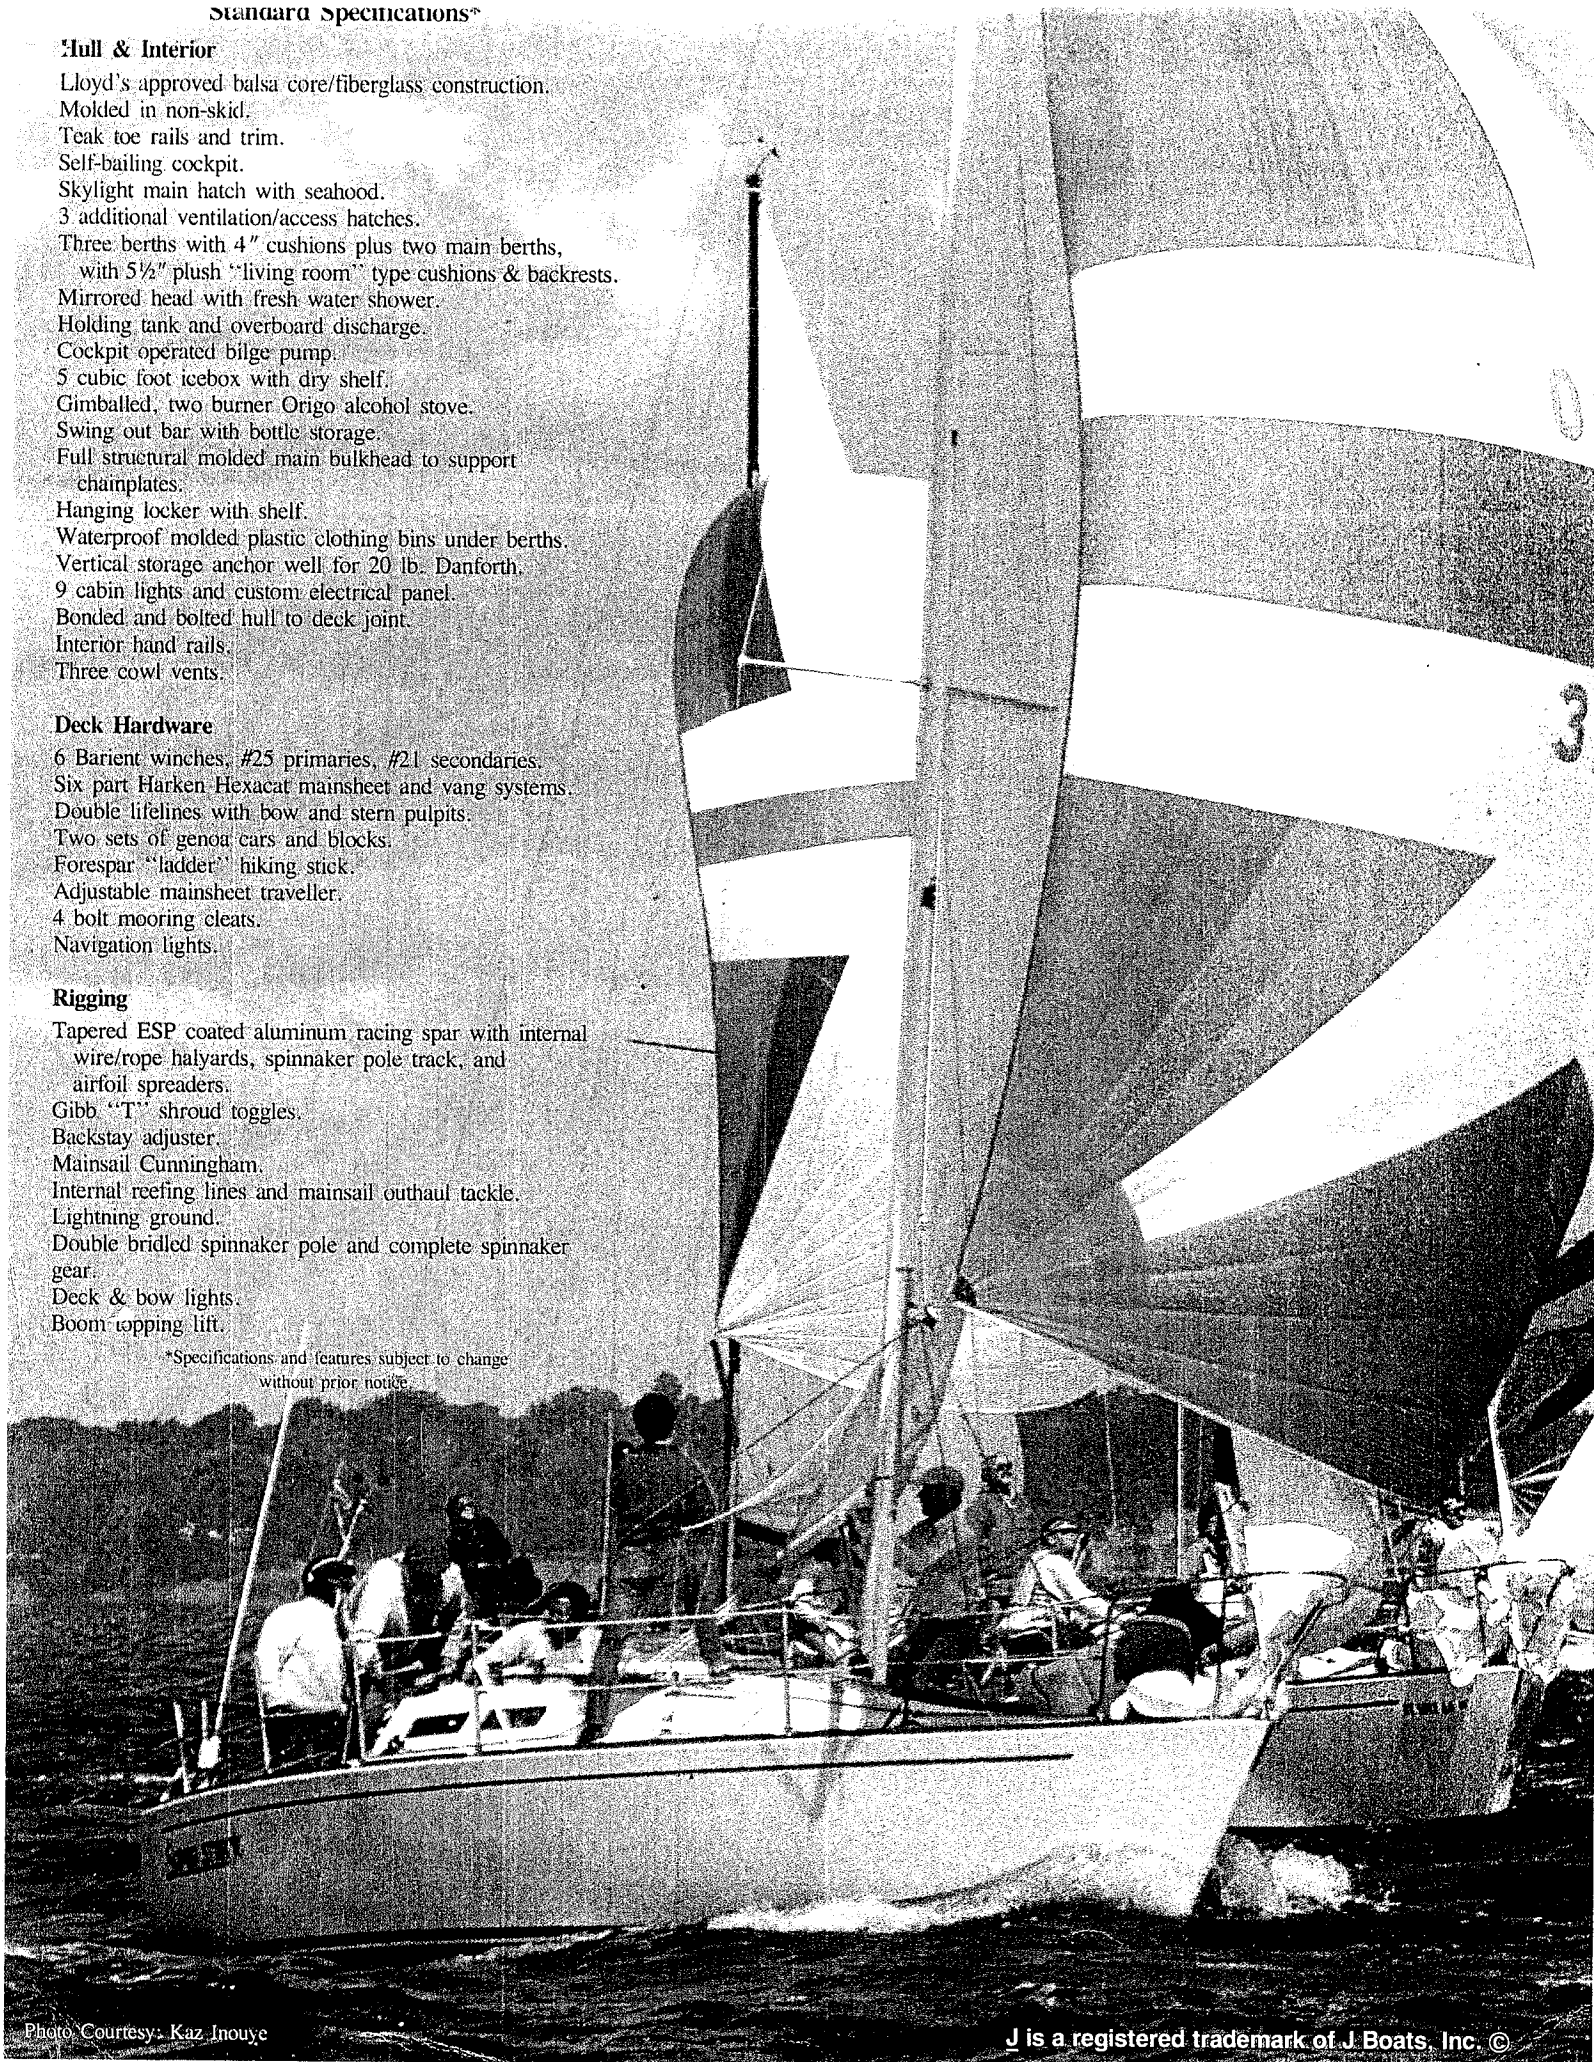 Standard Specifications*
Hull & Interior
Lloyd's approved balsa core/fiberglass construction.
Molded in non-skid.
Teak toe rails and trim.
Self-bailing cockpit.
Skylight main hatch with seahood.
3 additional ventilation/access hatches.
Three berths with 4" cushions plus two main berths,
with 5½" plush "living room" type cushions & backrests.
Mirrored head with fresh water shower.
Holding tank and overboard discharge.
Cockpit operated bilge pump.
5 cubic foot icebox with dry shelf.
Gimballed, two burner Origo alcohol stove.
Swing out bar with bottle storage.
Full structural molded main bulkhead to support
chainplates.
Hanging locker with shelf.
Waterproof molded plastic clothing bins under berths.
Vertical storage anchor well for 20 lb. Danforth.
9 cabin lights and custom electrical panel.
Bonded and bolted hull to deck joint.
Interior hand rails.
Three cowl vents.
Deck Hardware
6 Barient winches, #25 primaries, #21 secondaries.
Six part Harken Hexacat mainsheet and vang systems.
Double lifelines with bow and stern pulpits.
Two sets of genoa cars and blocks.
Forespar "ladder" hiking stick.
Adjustable mainsheet traveller.
4 bolt mooring cleats.
Navigation lights.
Rigging
Tapered ESP coated aluminum racing spar with internal
wire/rope halyards, spinnaker pole track, and
airfoil spreaders.
Gibb "T" shroud toggles.
Backstay adjuster.
Mainsail Cunningham.
Internal reefing lines and mainsail outhaul tackle.
Lightning ground.
Double bridled spinnaker pole and complete spinnaker
gear.
Deck & bow lights.
Boom topping lift.
*Specifications and features subject to change
without prior notice
0
3
Photo Courtesy: Kaz Inouye
J is a registered trademark of J Boats, Inc. ©